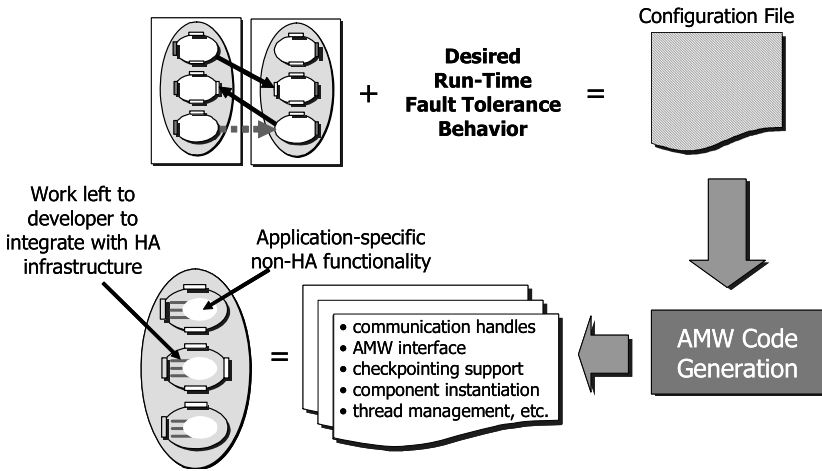 Configuration File
Desired
Run-Time
+ Fault Tolerance =
Behavior
Work left to
developer to
integrate with HA
infrastructure
Application-specific
non-HA functionality
=
• communication handles
• AMW interface
• checkpointing support
• component instantiation
• thread management, etc.
AMW Code
Generation